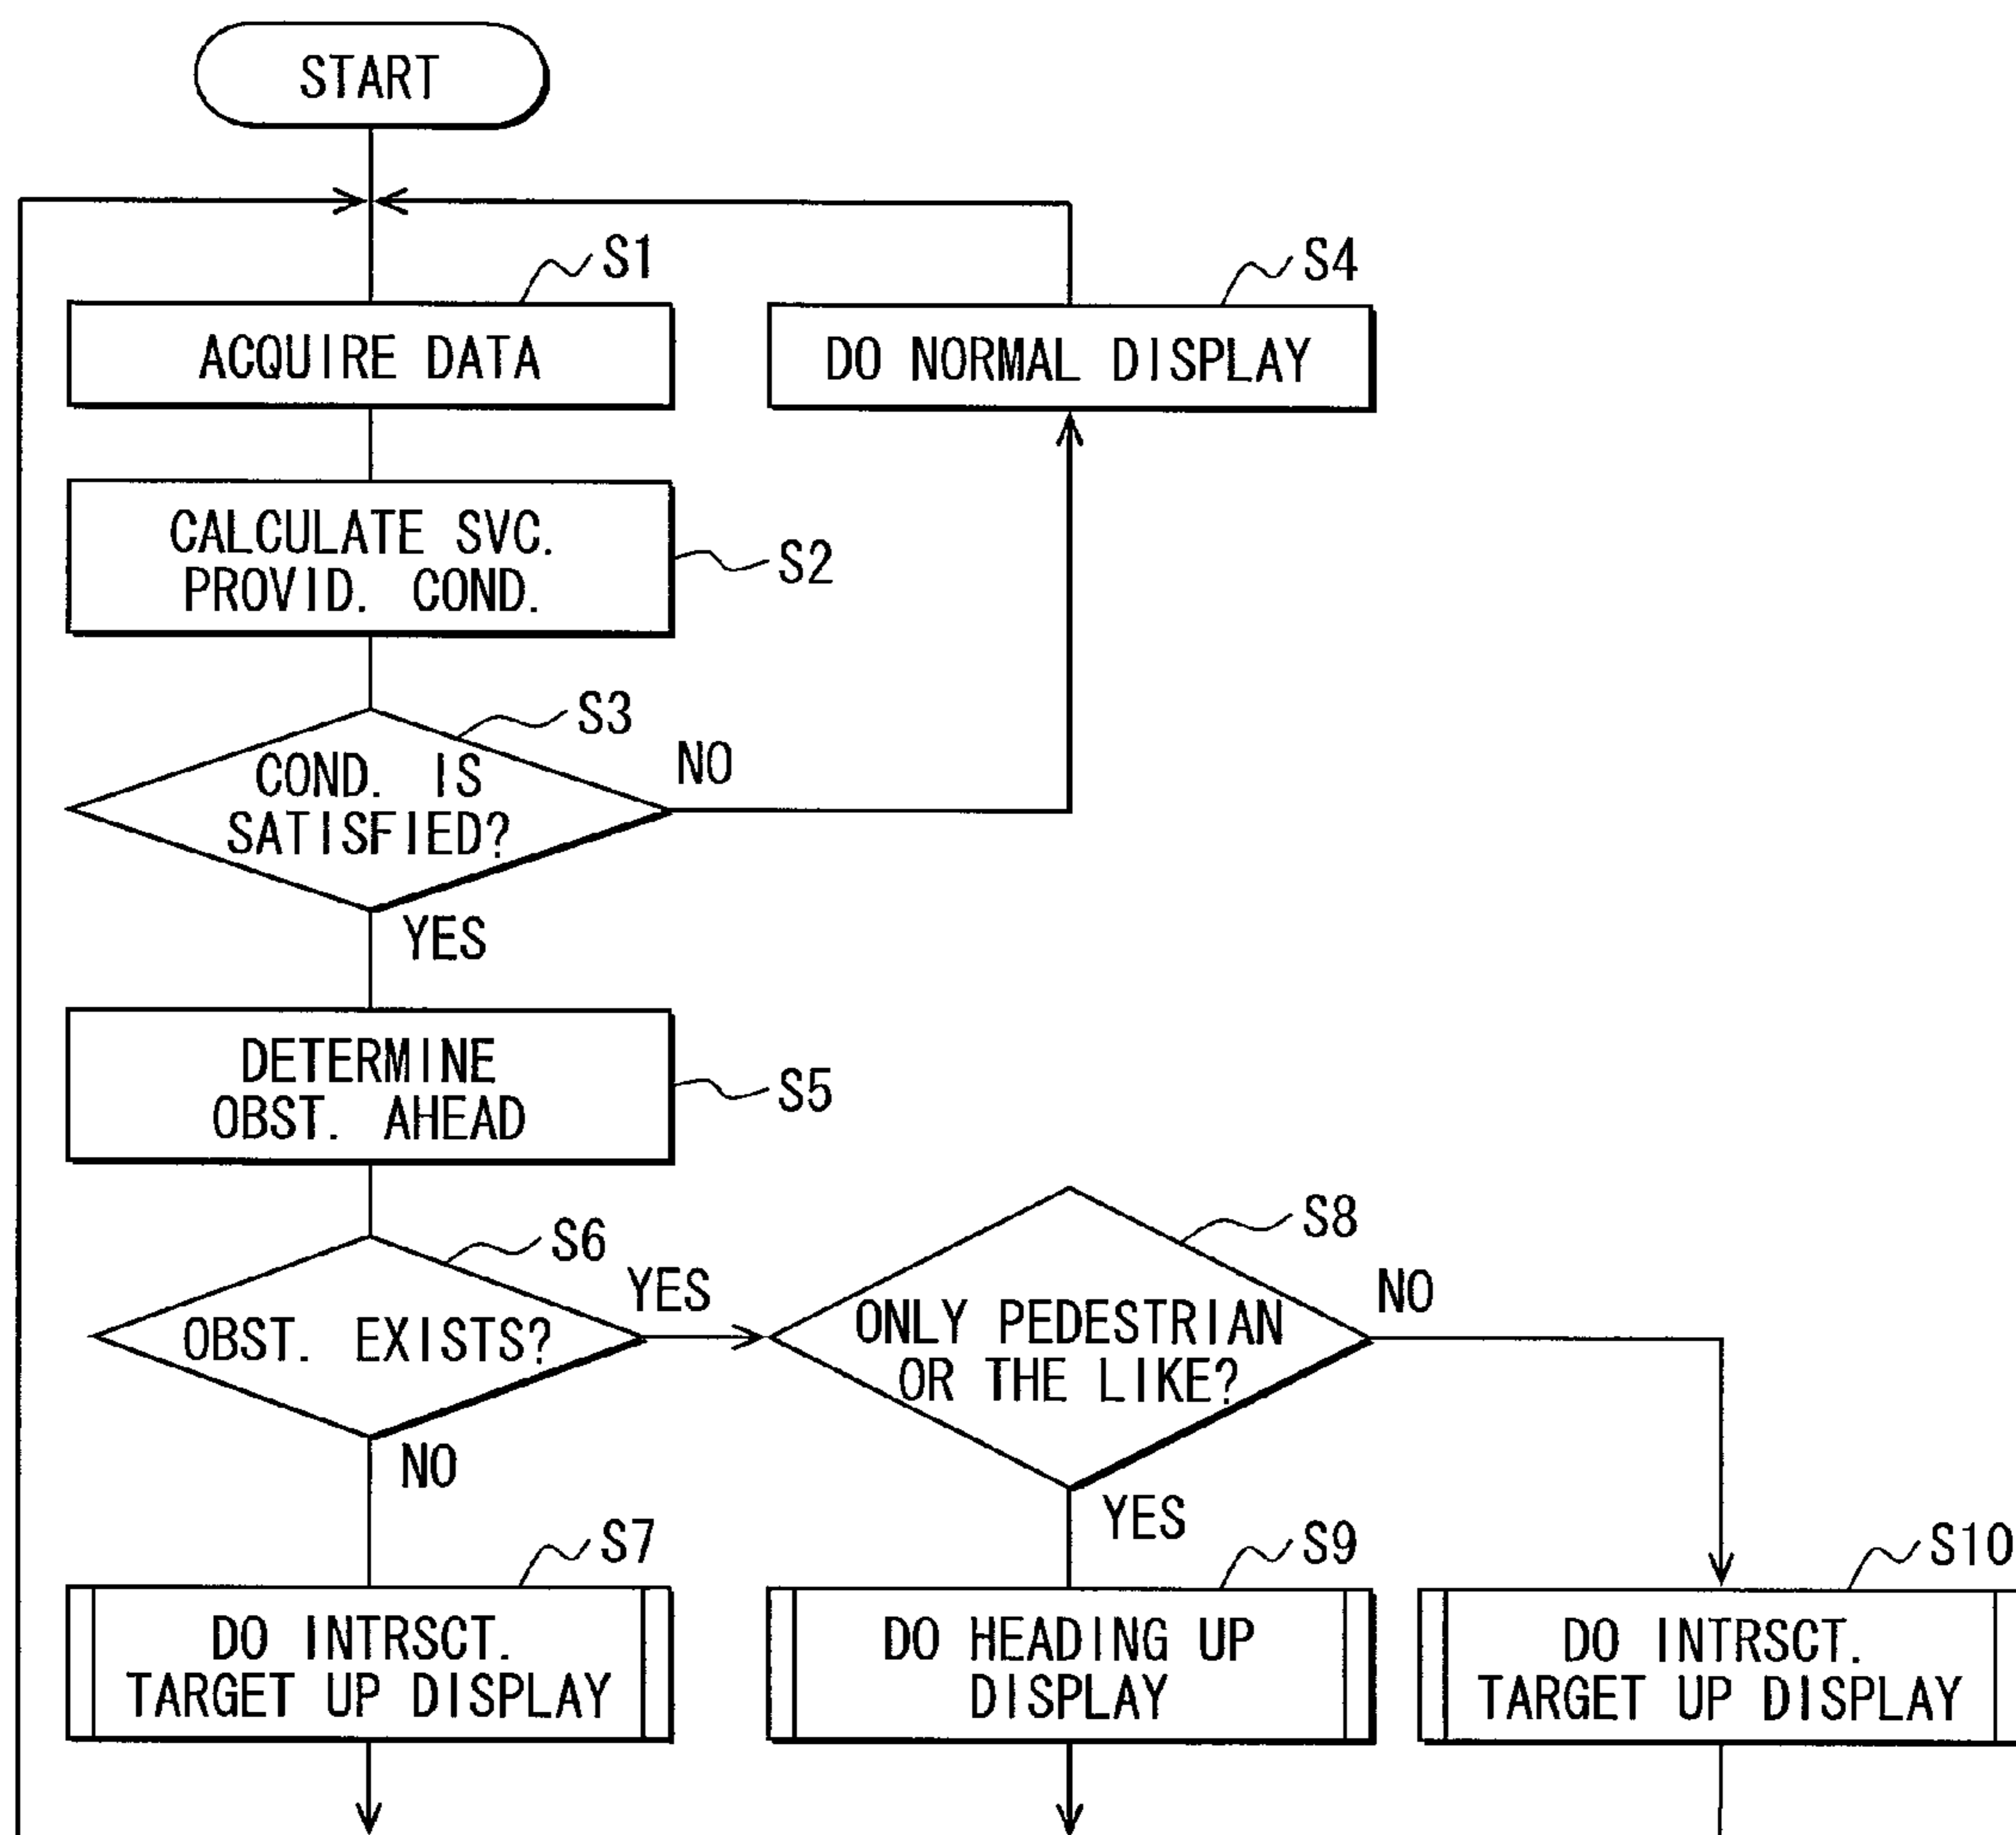 START
S1
ACQUIRE DATA
S4
DO NORMAL DISPLAY
CALCULATE SVC.
PROVID. COND.
S2
S3
COND. IS
SATISFIED?
NO
YES
DETERMINE
OBST. AHEAD
S5
S6
OBST. EXISTS?
YES
NO
S8
ONLY PEDESTRIAN
OR THE LIKE?
NO
YES
S7
DO INTRSCT.
TARGET UP DISPLAY
S9
DO HEADING UP
DISPLAY
S10
DO INTRSCT.
TARGET UP DISPLAY